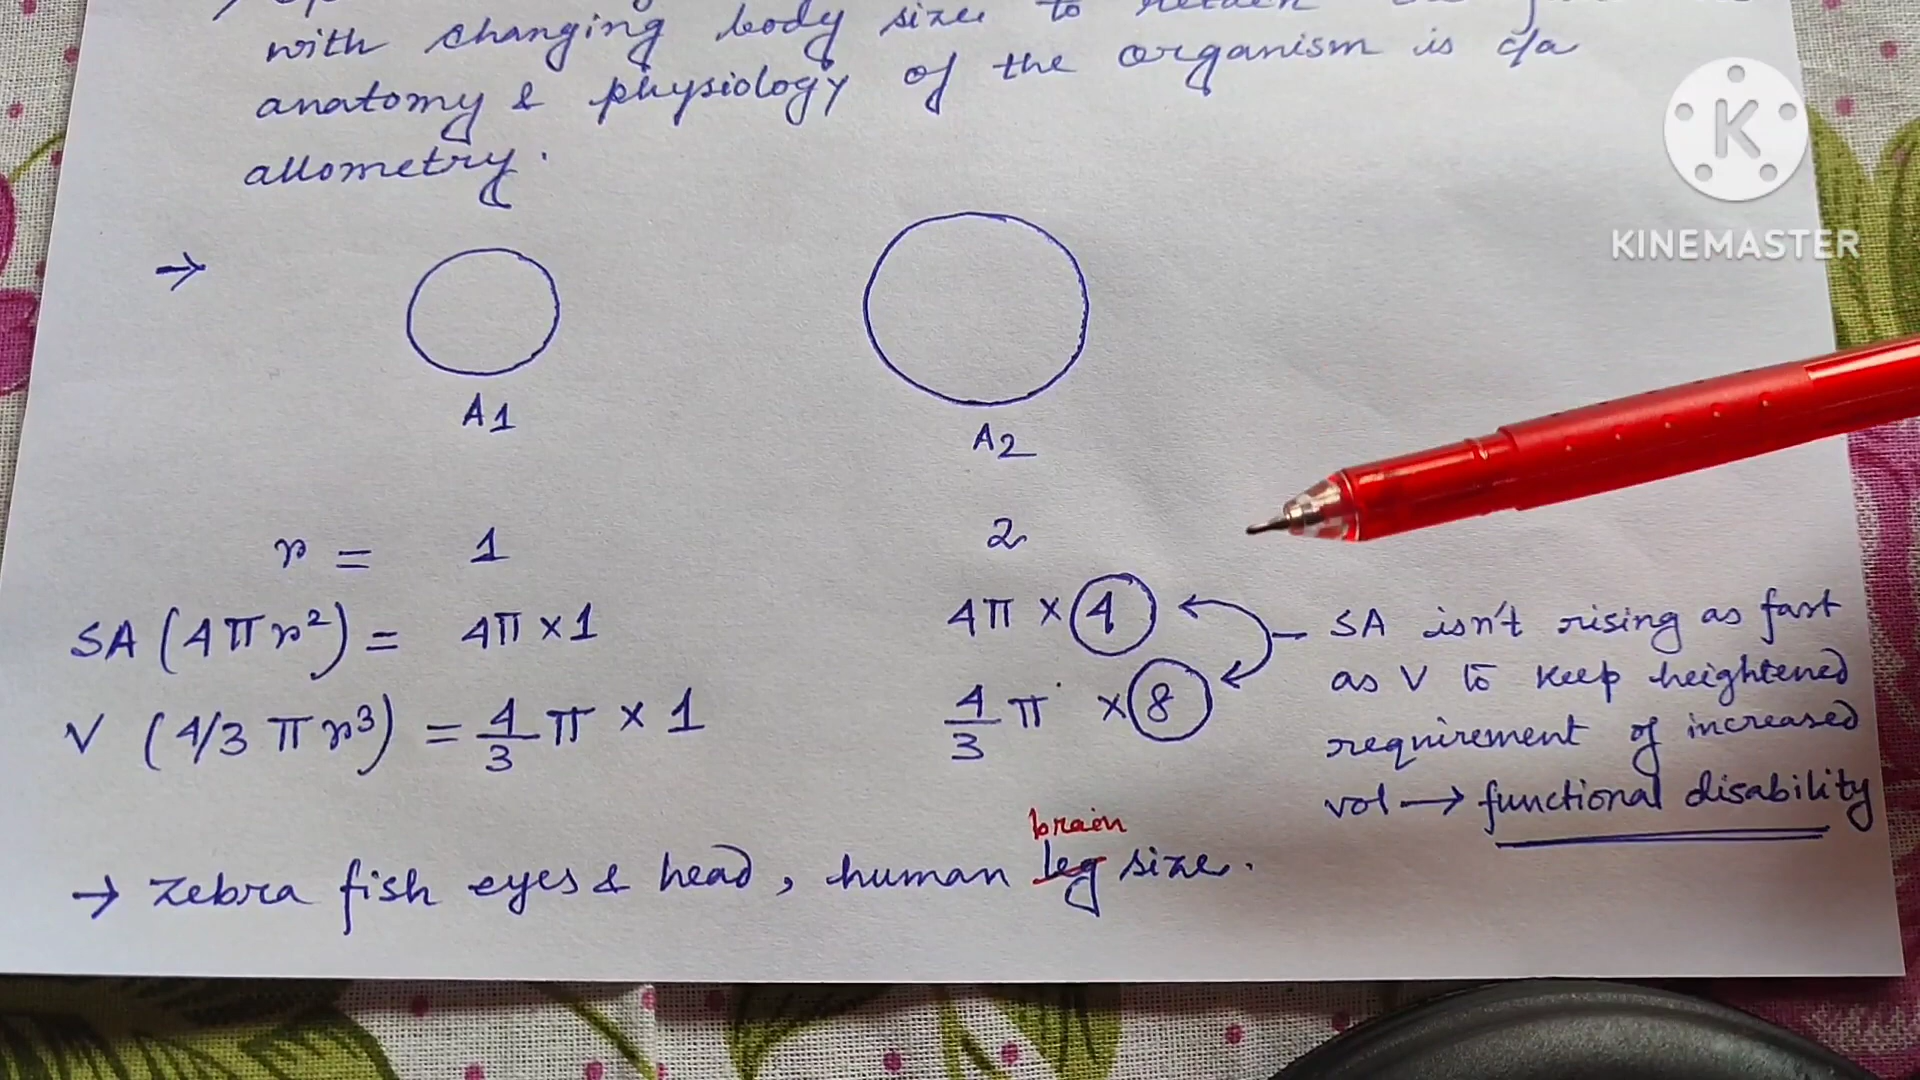 with changing body size to retain
anatomy & physiology of the organism is c/a
allometry.
K
KINEMASTER
→
A1 A2
r = 1 2
SA (4πr²) = 4π × 1 4π × 4
V (4/3 πr³) = 4/3 π × 1 4/3 π × 8
SA isn't rising as fast
as V to keep heightened
requirement of increased
vol → functional disability
brain
→ zebra fish eyes & head, human leg size.